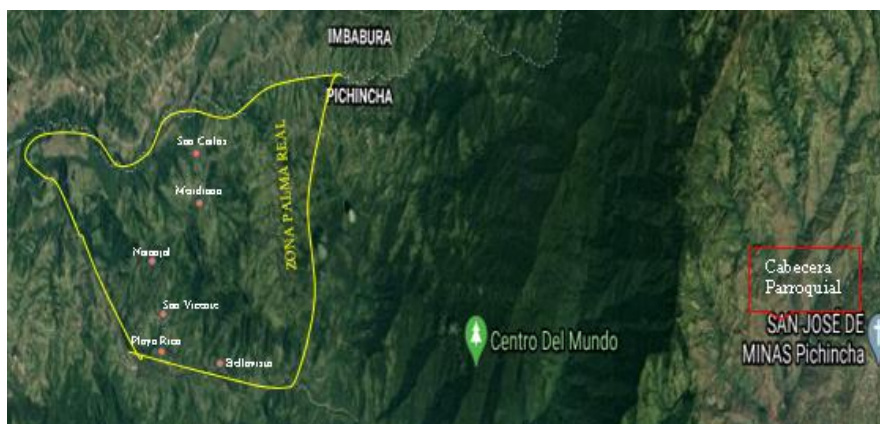 IMBABURA
PICHINCHA
San Carlos
Meridiano
ZONA PALMA REAL
Naranjal
San Vicente
Playa Rica
Bellavista
Centro Del Mundo
Cabecera
Parroquial
SAN JOSE DE
MINAS Pichincha